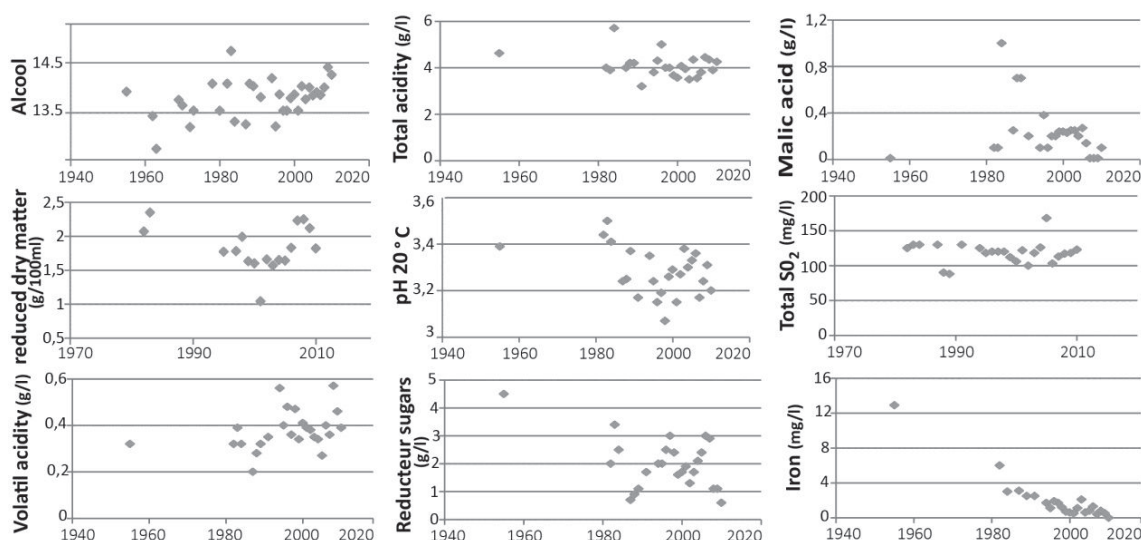 Alcool
14.5
13.5
1940 1960 1980 2000 2020
Total acidity (g/l)
6
4
2
0
1940 1960 1980 2000 2020
Malic acid (g/l)
1,2
0,8
0,4
0
1940 1960 1980 2000 2020
reduced dry matter
(g/100ml)
2,5
2
1,5
1
0,5
1970 1990 2010
pH 20°C
3,6
3,4
3,2
3
1940 1960 1980 2000 2020
Total S0₂ (mg/l)
200
150
100
50
0
1970 1990 2010
Volatil acidity (g/l)
0,6
0,4
0,2
0
1940 1960 1980 2000 2020
Reducteur sugars
(g/l)
5
4
3
2
1
0
1940 1960 1980 2000 2020
Iron (mg/l)
16
12
8
4
0
1940 1960 1980 2000 2020